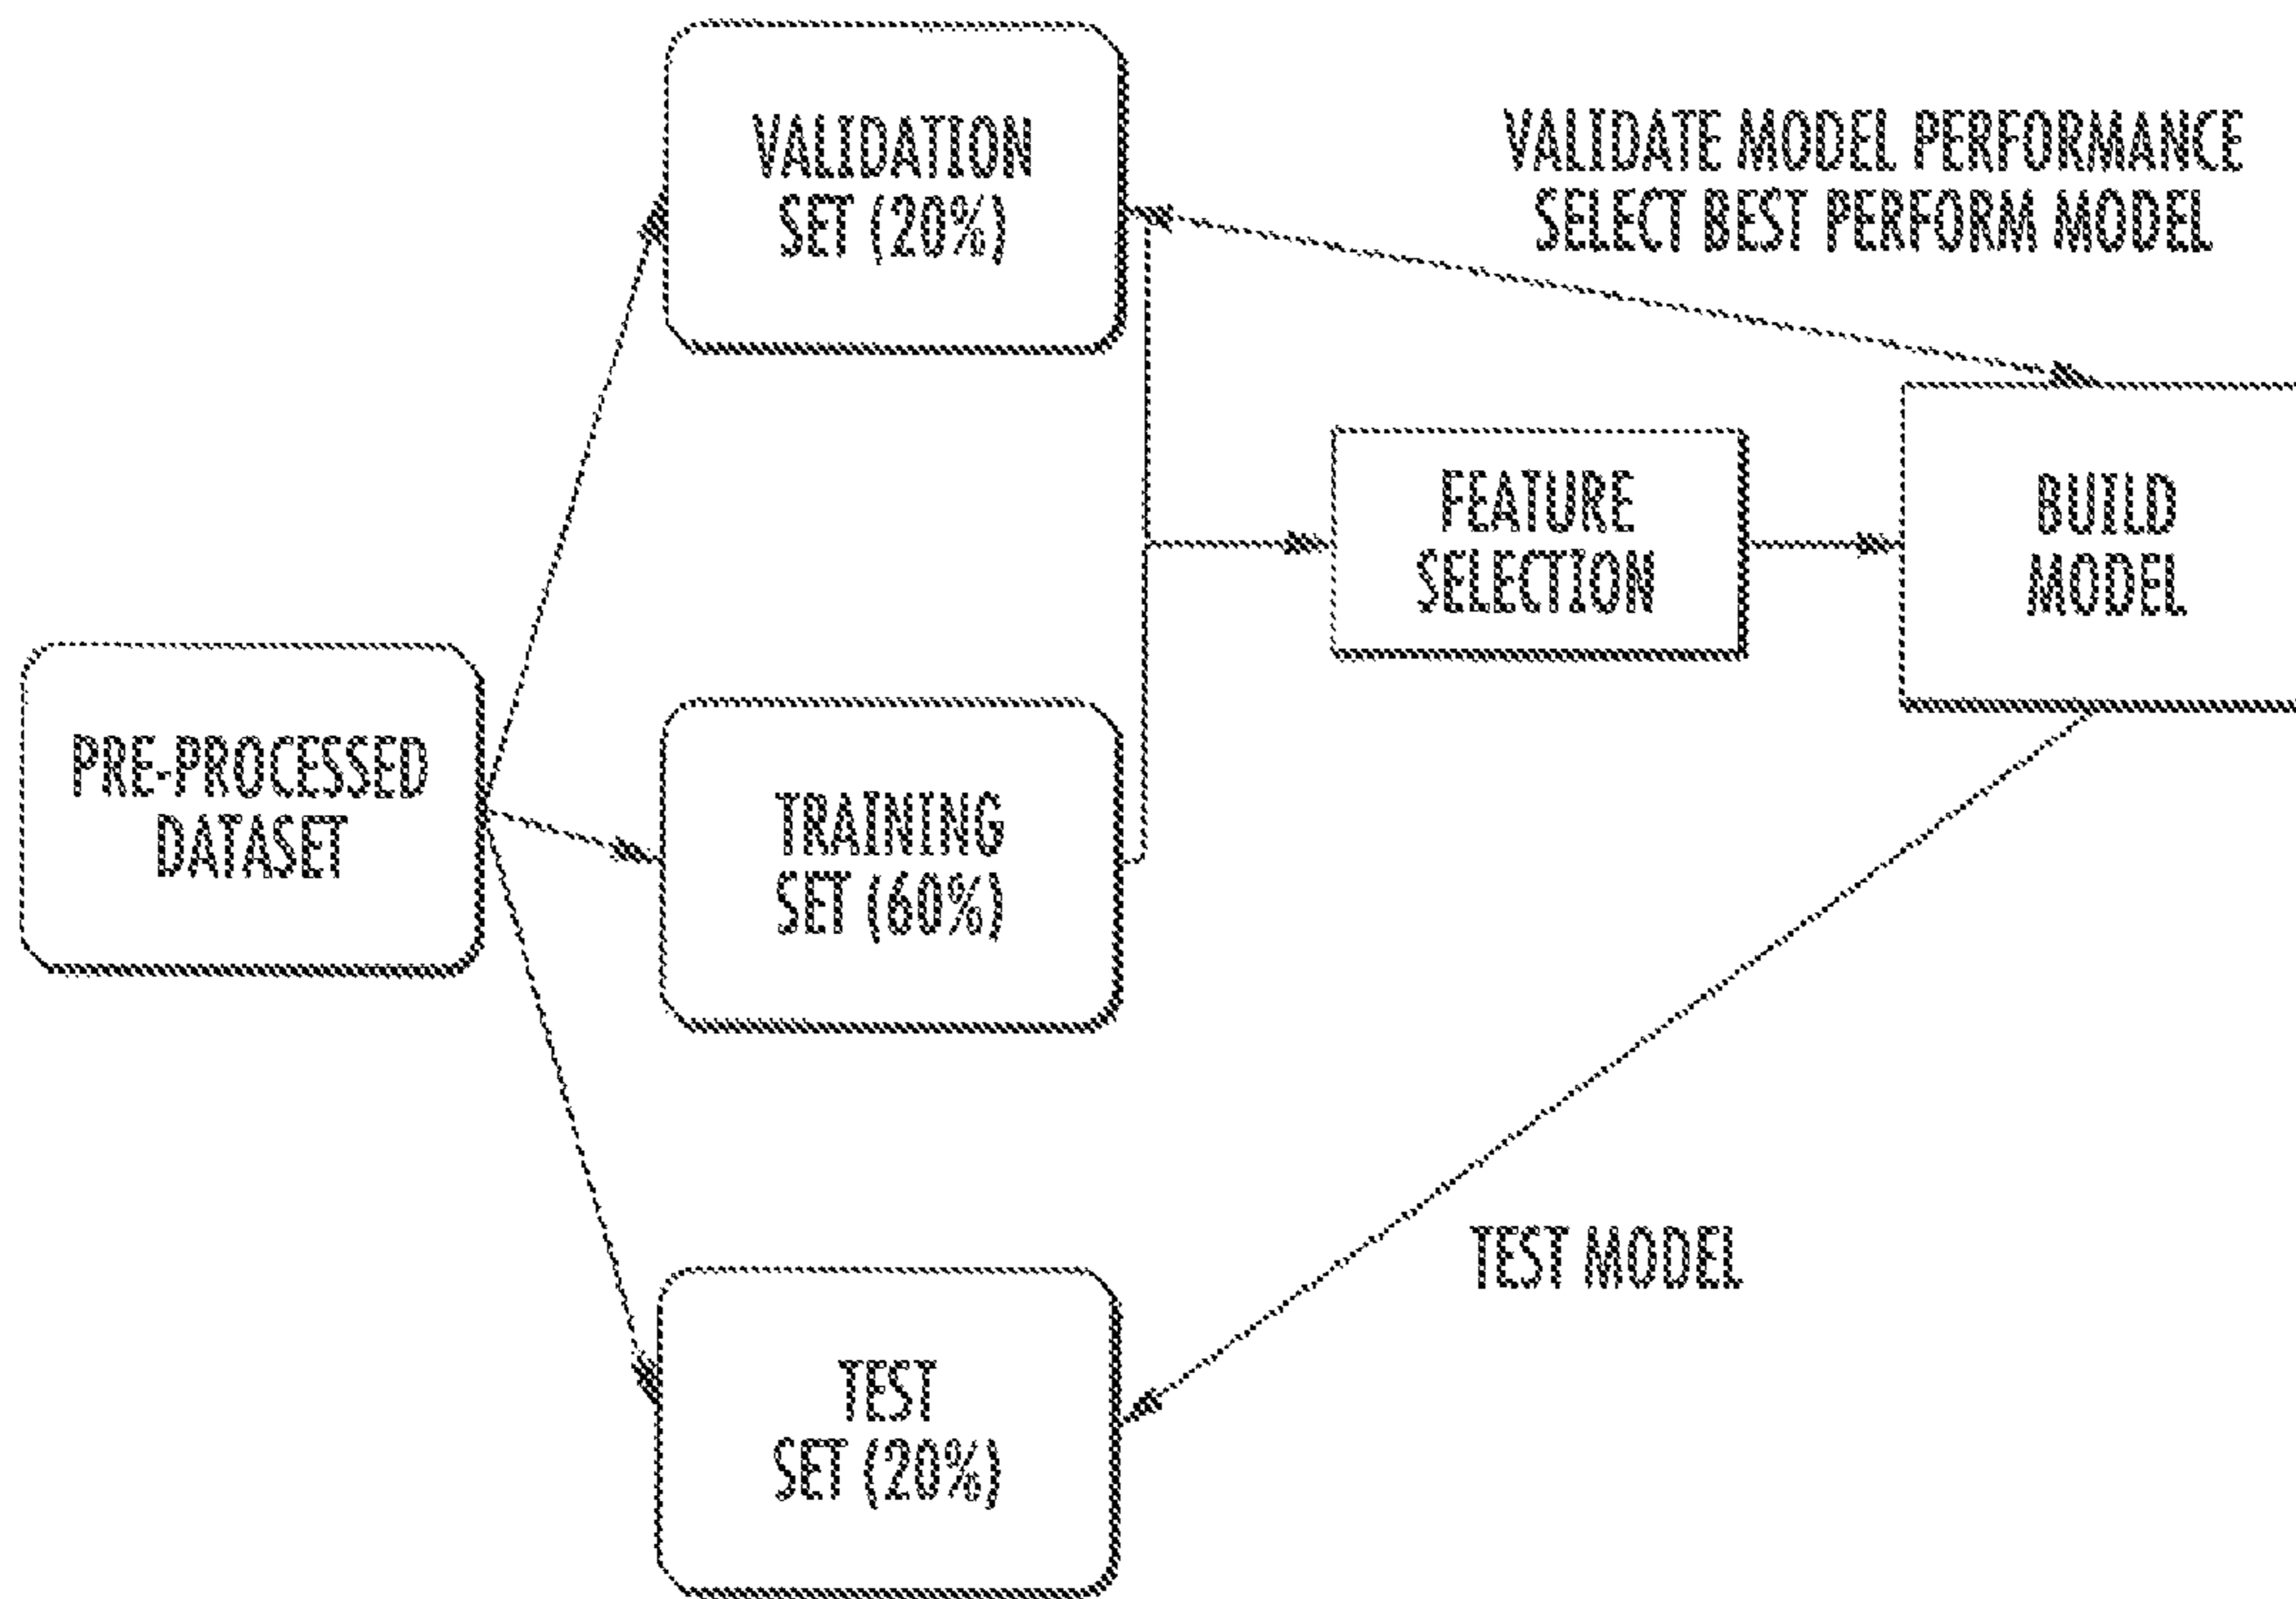 VALIDATION
SET (20%)
VALIDATE MODEL PERFORMANCE
SELECT BEST PERFORM MODEL
FEATURE
SELECTION
BUILD
MODEL
PRE-PROCESSED
DATASET
TRAINING
SET (60%)
TEST MODEL
TEST
SET (20%)